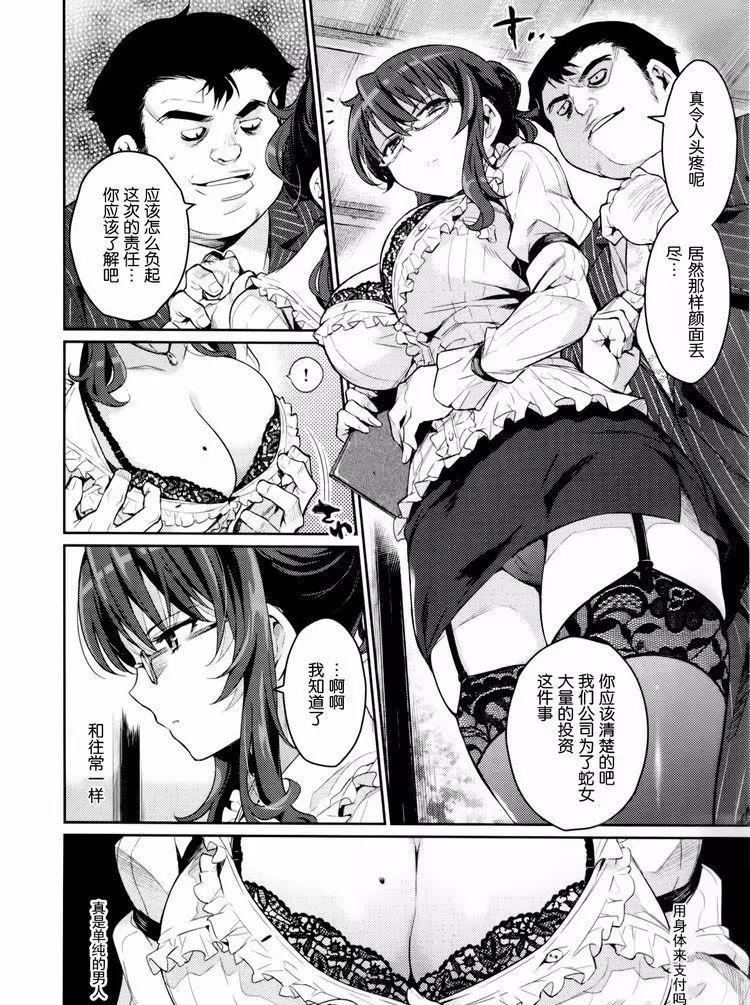 真令人头疼呢
居然那样颜面丢
尽…
应该怎么负起
这次的责任…
你应该了解吧
你应该清楚的吧
我们公司为了蛇女
大量的投资
这件事
!
…啊啊
我知道了
和往常一样
用身体来支付吗
真是单纯的男人